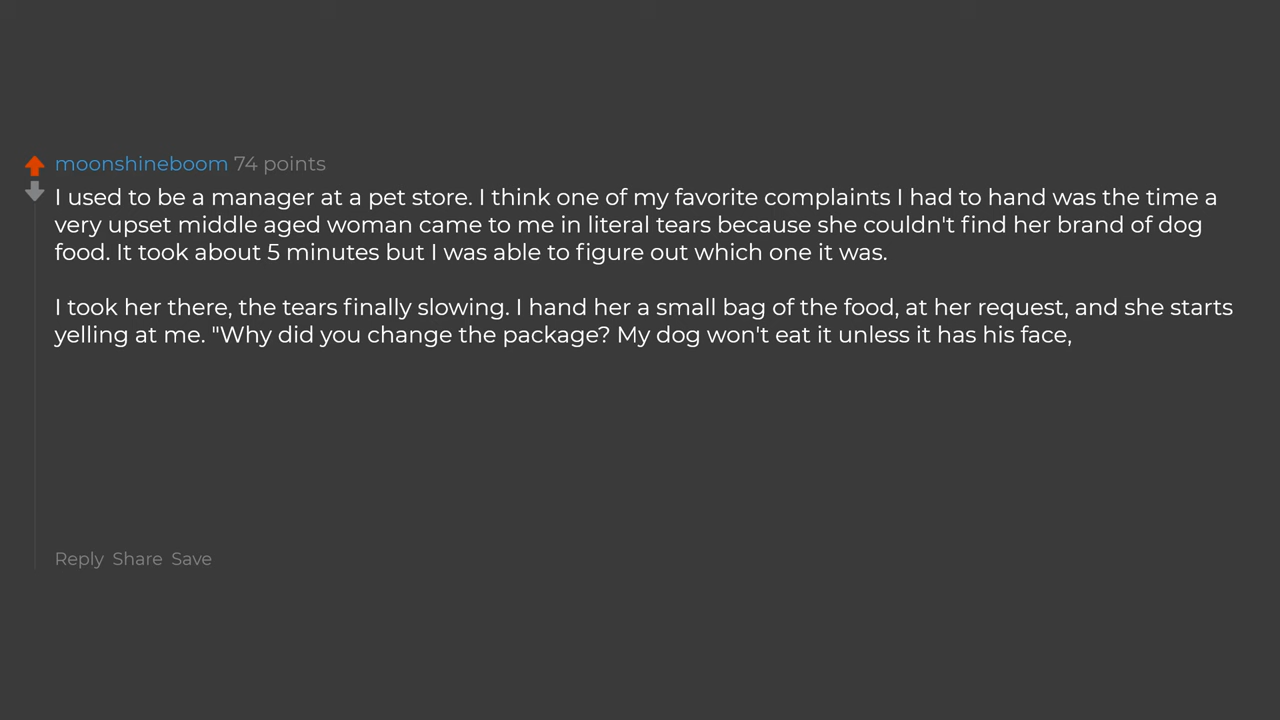 moonshineboom 74 points
I used to be a manager at a pet store. I think one of my favorite complaints I had to hand was the time a
very upset middle aged woman came to me in literal tears because she couldn't find her brand of dog
food. It took about 5 minutes but I was able to figure out which one it was.
I took her there, the tears finally slowing. I hand her a small bag of the food, at her request, and she starts
yelling at me. "Why did you change the package? My dog won't eat it unless it has his face,
Reply Share Save